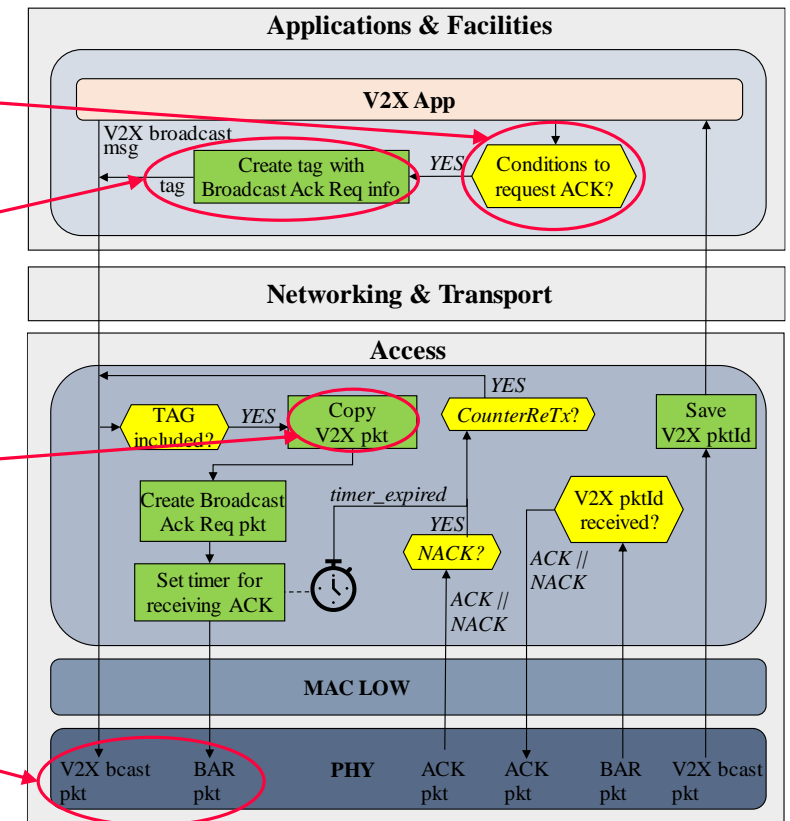 Applications & Facilities
V2X App
V2X broadcast
msg
tag
Create tag with
Broadcast Ack Req info
YES
Conditions to
request ACK?
Networking & Transport
Access
TAG
included?
YES
Copy
V2X pkt
YES
CounterReTx?
Save
V2X pktId
Create Broadcast
Ack Req pkt
timer_expired
YES
NACK?
V2X pktId
received?
Set timer for
receiving ACK
ACK //
NACK
ACK //
NACK
MAC LOW
V2X bcast
pkt
BAR
pkt
PHY
ACK
pkt
ACK
pkt
BAR
pkt
V2X bcast
pkt